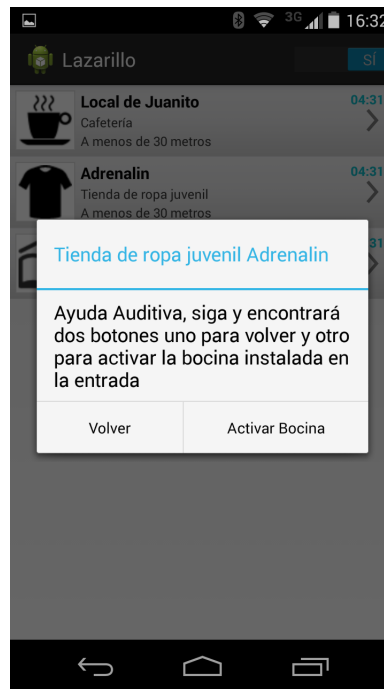 3G 16:32
Lazarillo SÍ
Local de Juanito 04:31
Cafetería
A menos de 30 metros
Adrenalin 04:31
Tienda de ropa juvenil
A menos de 30 metros
31
Tienda de ropa juvenil Adrenalin
Ayuda Auditiva, siga y encontrará
dos botones uno para volver y otro
para activar la bocina instalada en
la entrada
Volver Activar Bocina